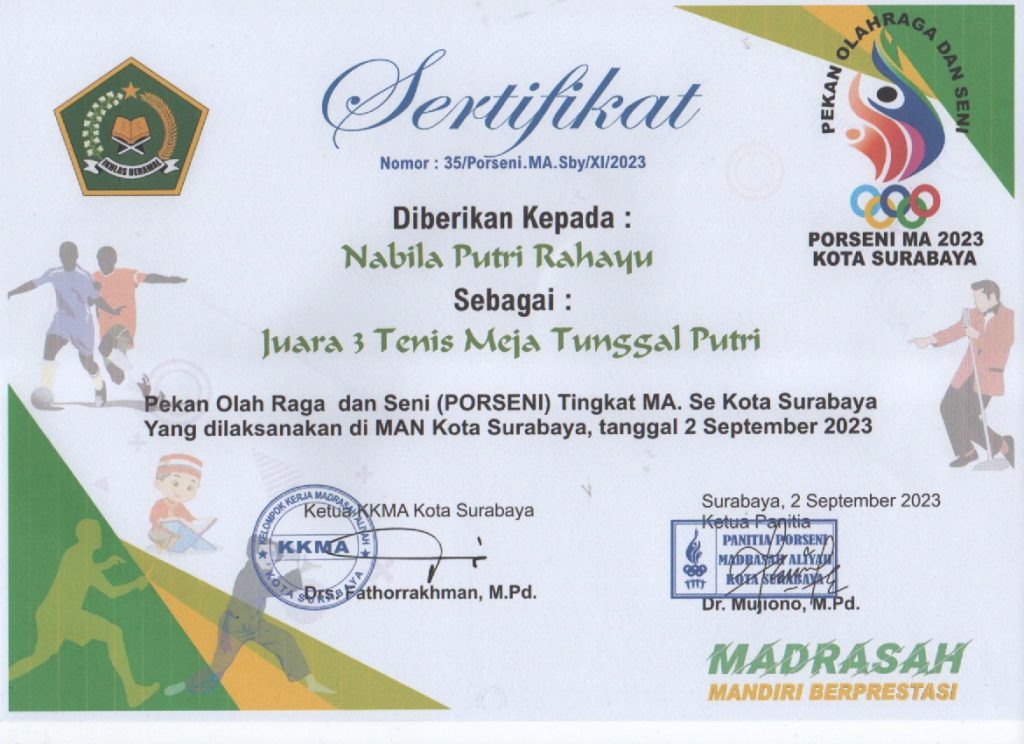 Sertifikat
Nomor : 35/Porseni.MA.Sby/XI/2023
IKHLAS BERAMAL
PEKAN OLAHRAGA DAN SENI
PORSENI MA 2023
KOTA SURABAYA
Diberikan Kepada :
Nabila Putri Rahayu
Sebagai :
Juara 3 Tenis Meja Tunggal Putri
Pekan Olah Raga dan Seni (PORSENI) Tingkat MA. Se Kota Surabaya
Yang dilaksanakan di MAN Kota Surabaya, tanggal 2 September 2023
Ketua KKMA Kota Surabaya
KELOMPOK KERJA MADRASAH ALIYAH
KKMA
KOTA SURABAYA
Drs. Fathorrakhman, M.Pd.
Surabaya, 2 September 2023
Ketua Panitia
PANITIA PORSENI
MADRASAH ALIYAH
KOTA SURABAYA
Dr. Mujiono, M.Pd.
MADRASAH
MANDIRI BERPRESTASI